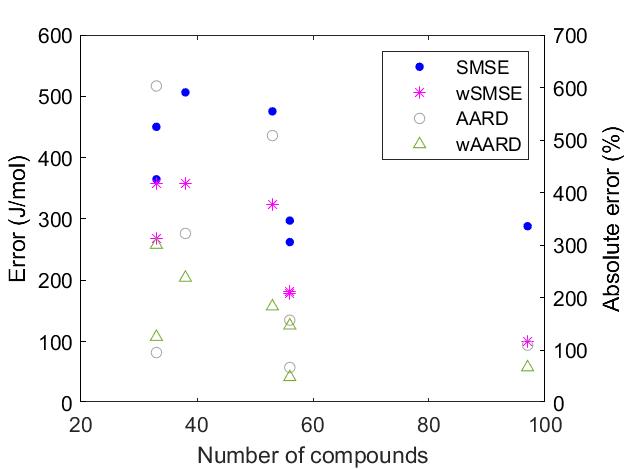 600
500
400
300
200
100
0
Error (J/mol)
700
600
500
400
300
200
100
0
Absolute error (%)
SMSE
wSMSE
AARD
wAARD
20 40 60 80 100
Number of compounds